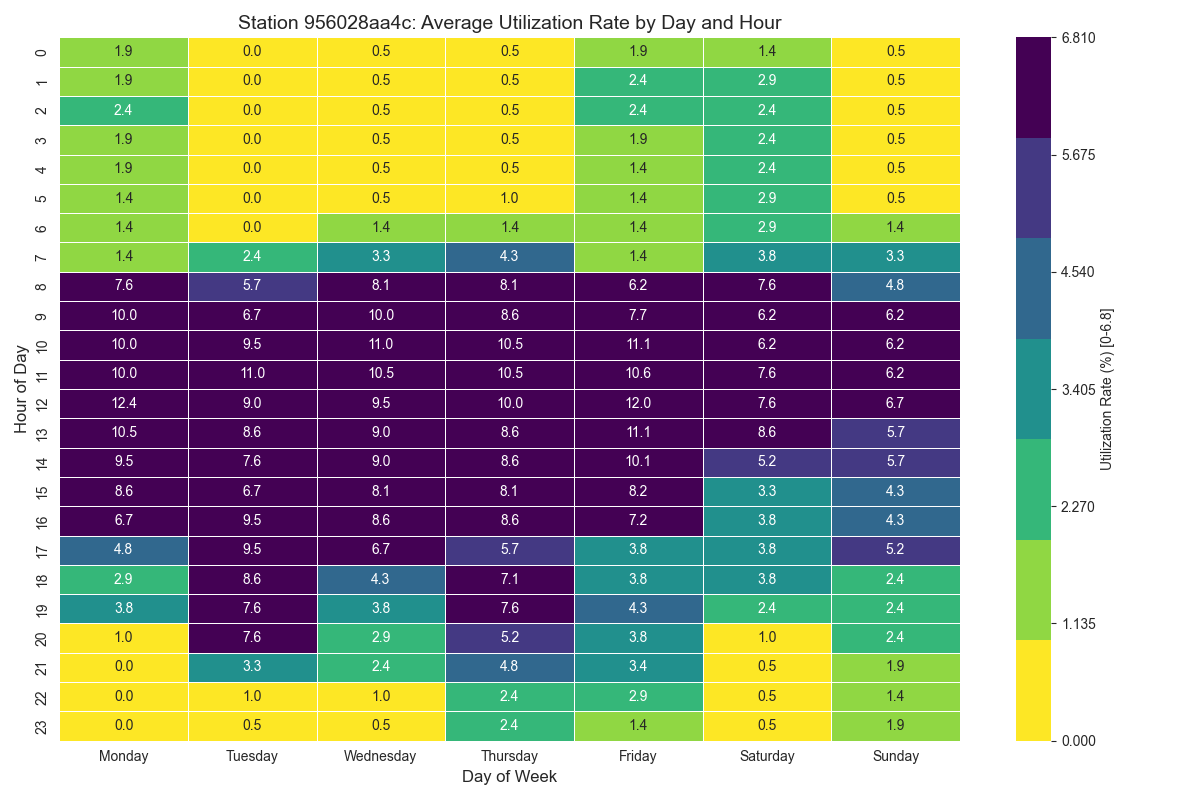 Station 956028aa4c: Average Utilization Rate by Day and Hour
0 1.9 0.0 0.5 0.5 1.9 1.4 0.5
1 1.9 0.0 0.5 0.5 2.4 2.9 0.5
2 2.4 0.0 0.5 0.5 2.4 2.4 0.5
3 1.9 0.0 0.5 0.5 1.9 2.4 0.5
4 1.9 0.0 0.5 0.5 1.4 2.4 0.5
5 1.4 0.0 0.5 1.0 1.4 2.9 0.5
6 1.4 0.0 1.4 1.4 1.4 2.9 1.4
7 1.4 2.4 3.3 4.3 1.4 3.8 3.3
8 7.6 5.7 8.1 8.1 6.2 7.6 4.8
9 10.0 6.7 10.0 8.6 7.7 6.2 6.2
10 10.0 9.5 11.0 10.5 11.1 6.2 6.2
11 10.0 11.0 10.5 10.5 10.6 7.6 6.2
12 12.4 9.0 9.5 10.0 12.0 7.6 6.7
13 10.5 8.6 9.0 8.6 11.1 8.6 5.7
14 9.5 7.6 9.0 8.6 10.1 5.2 5.7
15 8.6 6.7 8.1 8.1 8.2 3.3 4.3
16 6.7 9.5 8.6 8.6 7.2 3.8 4.3
17 4.8 9.5 6.7 5.7 3.8 3.8 5.2
18 2.9 8.6 4.3 7.1 3.8 3.8 2.4
19 3.8 7.6 3.8 7.6 4.3 2.4 2.4
20 1.0 7.6 2.9 5.2 3.8 1.0 2.4
21 0.0 3.3 2.4 4.8 3.4 0.5 1.9
22 0.0 1.0 1.0 2.4 2.9 0.5 1.4
23 0.0 0.5 0.5 2.4 1.4 0.5 1.9
Monday Tuesday Wednesday Thursday Friday Saturday Sunday
Day of Week
Hour of Day
6.810
5.675
4.540
3.405
2.270
1.135
0.000
Utilization Rate (%) [0-6.8]